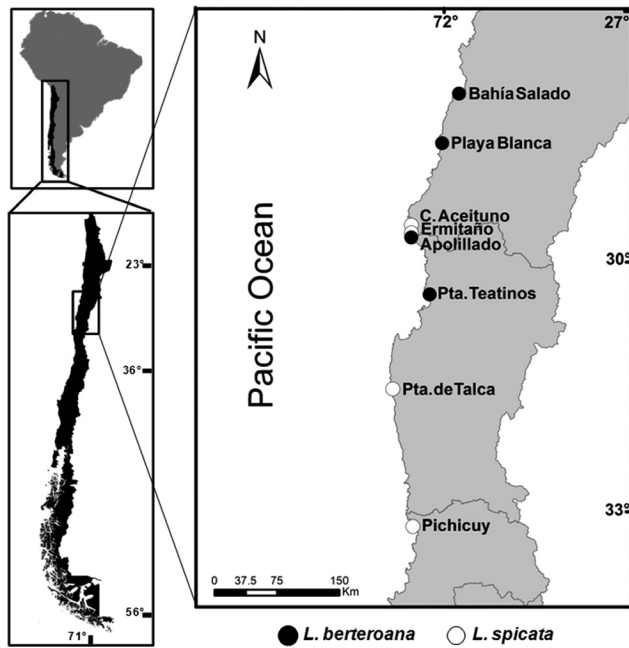 72°
27°
N
Bahía Salado
Playa Blanca
C. Aceituno
Ermitaño
Apolillado
30°
Pta. Teatinos
Pacific Ocean
Pta. de Talca
33°
Pichicuy
0 37.5 75 150
Km
23°
36°
56°
71°
L. berteroana
L. spicata